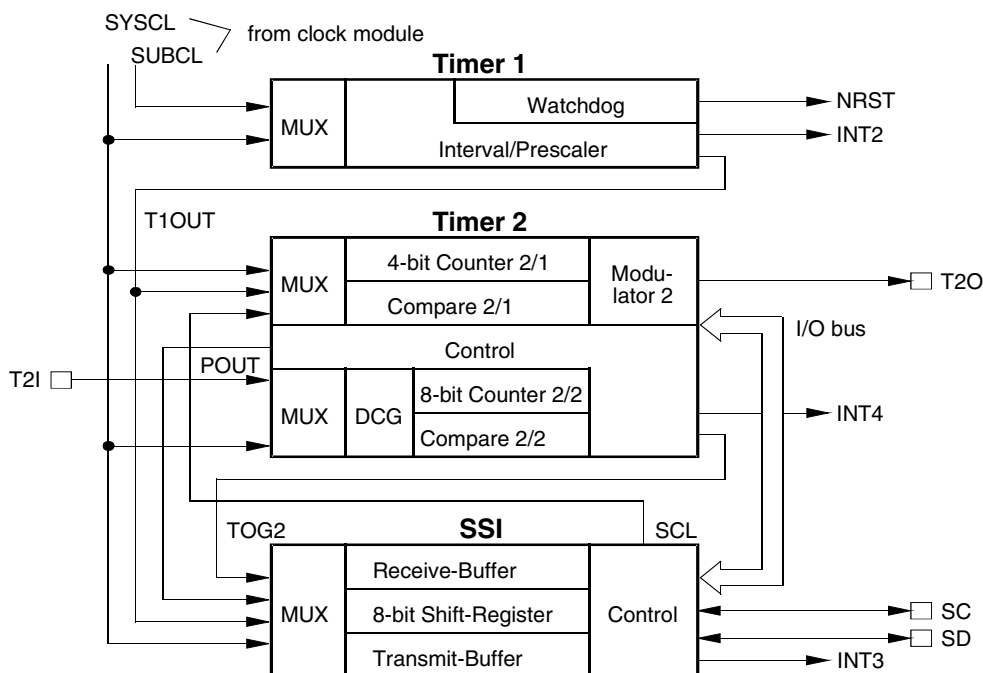 SYSCL
from clock module
SUBCL
Timer 1
Watchdog
NRST
MUX
INT2
Interval/Prescaler
T1OUT
Timer 2
4-bit Counter 2/1
Modu-
lator 2
MUX
T2O
Compare 2/1
I/O bus
Control
POUT
T2I
8-bit Counter 2/2
MUX
DCG
INT4
Compare 2/2
TOG2
SSI
SCL
Receive-Buffer
MUX
8-bit Shift-Register
Control
SC
SD
Transmit-Buffer
INT3